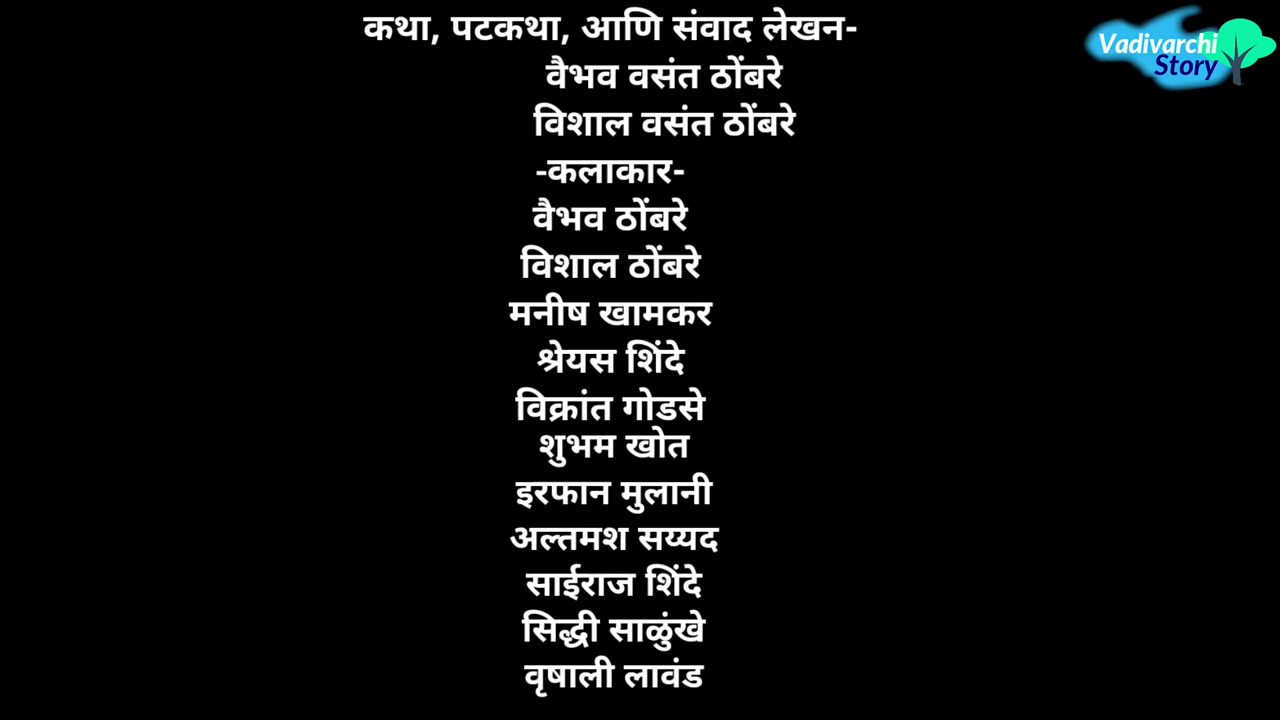 कथा, पटकथा, आणि संवाद लेखन-
वैभव वसंत ठोंबरे
विशाल वसंत ठोंबरे
-कलाकार-
वैभव ठोंबरे
विशाल ठोंबरे
मनीष खामकर
श्रेयस शिंदे
विक्रांत गोडसे
शुभम खोत
इरफान मुलानी
अल्तमश सय्यद
साईराज शिंदे
सिद्धी साळुंखे
वृषाली लावंड
Vadivarchi
Story